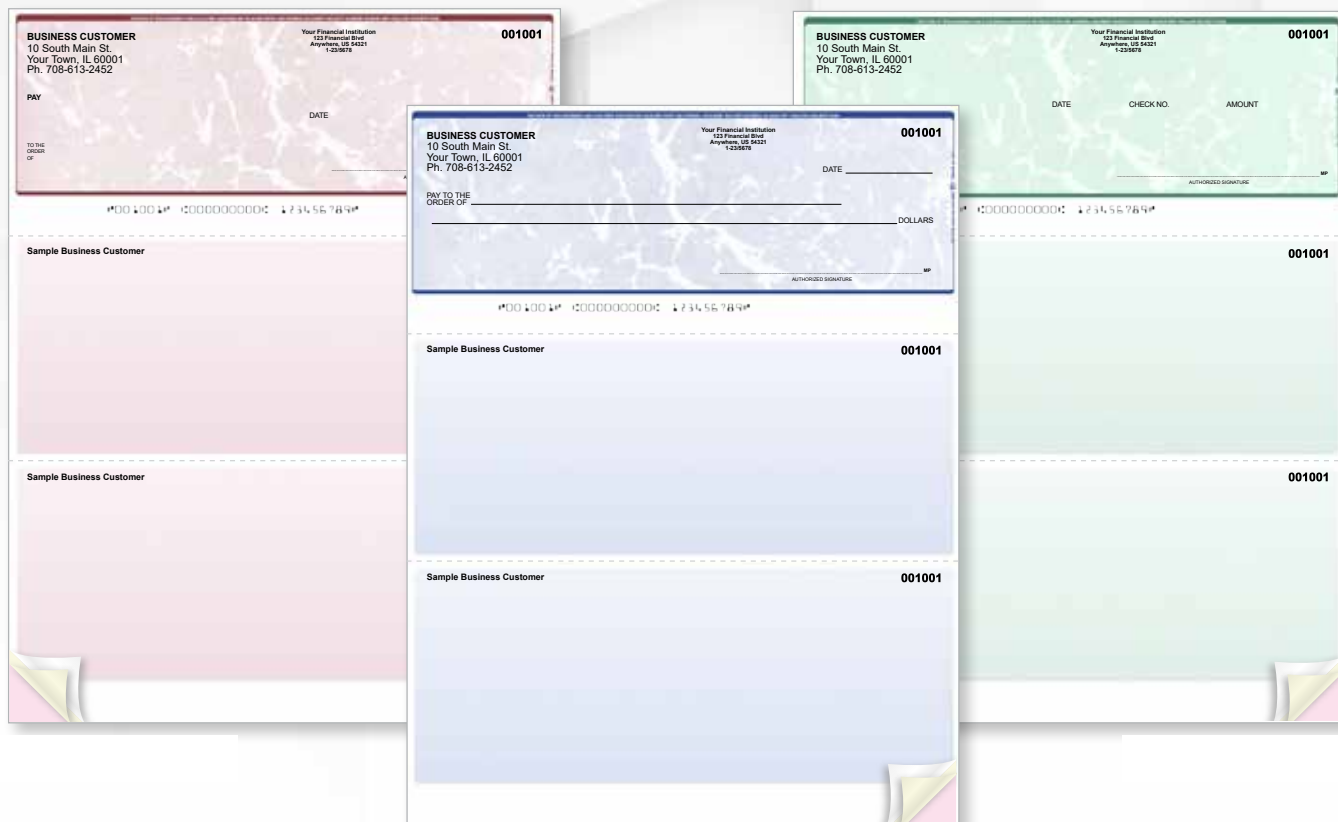 BUSINESS CUSTOMER
10 South Main St.
Your Town, IL 60001
Ph. 708-613-2452
Your Financial Institution
123 Financial Blvd
Anywhere, US 54321
1-23/5678
001001
PAY
DATE
TO THE
ORDER
OF
⑈001001⑈ ⑆000000000⑆ 123456789⑈
Sample Business Customer
Sample Business Customer
BUSINESS CUSTOMER
10 South Main St.
Your Town, IL 60001
Ph. 708-613-2452
Your Financial Institution
123 Financial Blvd
Anywhere, US 54321
1-23/5678
001001
DATE
PAY TO THE
ORDER OF
DOLLARS
MP
AUTHORIZED SIGNATURE
⑈001001⑈ ⑆000000000⑆ 123456789⑈
Sample Business Customer 001001
Sample Business Customer 001001
BUSINESS CUSTOMER
10 South Main St.
Your Town, IL 60001
Ph. 708-613-2452
Your Financial Institution
123 Financial Blvd
Anywhere, US 54321
1-23/5678
001001
DATE CHECK NO. AMOUNT
MP
AUTHORIZED SIGNATURE
⑈ ⑆000000000⑆ 123456789⑈
001001
001001